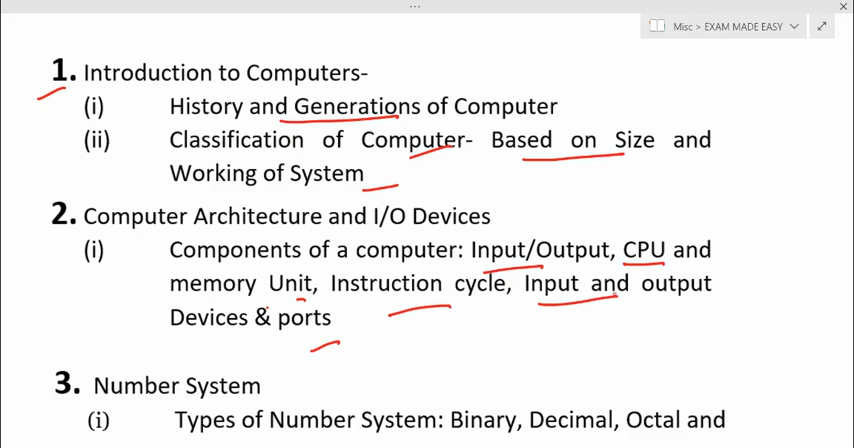 Misc > EXAM MADE EASY
1. Introduction to Computers-
(i) History and Generations of Computer
(ii) Classification of Computer- Based on Size and
Working of System
2. Computer Architecture and I/O Devices
(i) Components of a computer: Input/Output, CPU and
memory Unit, Instruction cycle, Input and output
Devices & ports
3. Number System
(i) Types of Number System: Binary, Decimal, Octal and